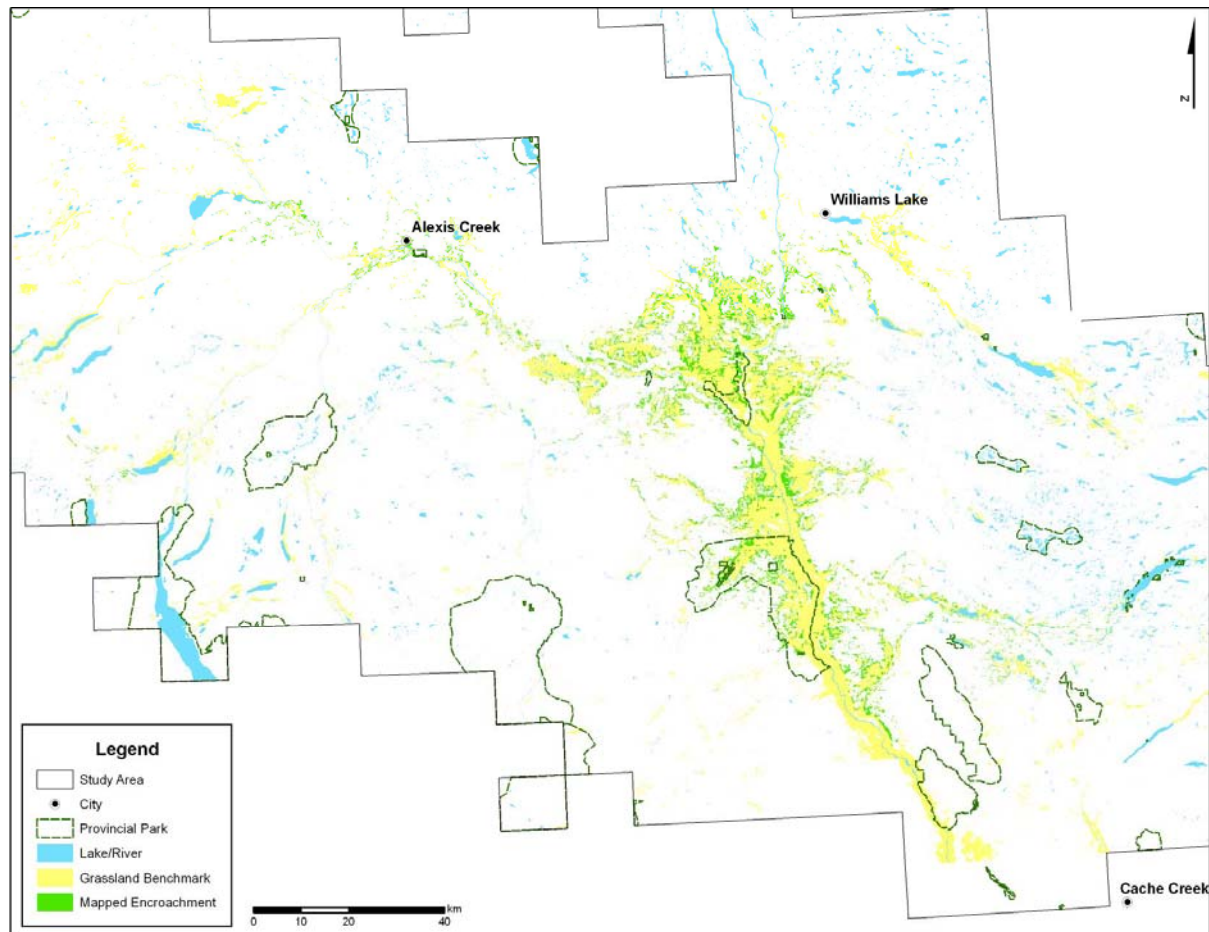 N
Williams Lake
Alexis Creek
Legend
Study Area
City
Provincial Park
Lake/River
Grassland Benchmark
Mapped Encroachment
km
0 10 20 40
Cache Creek